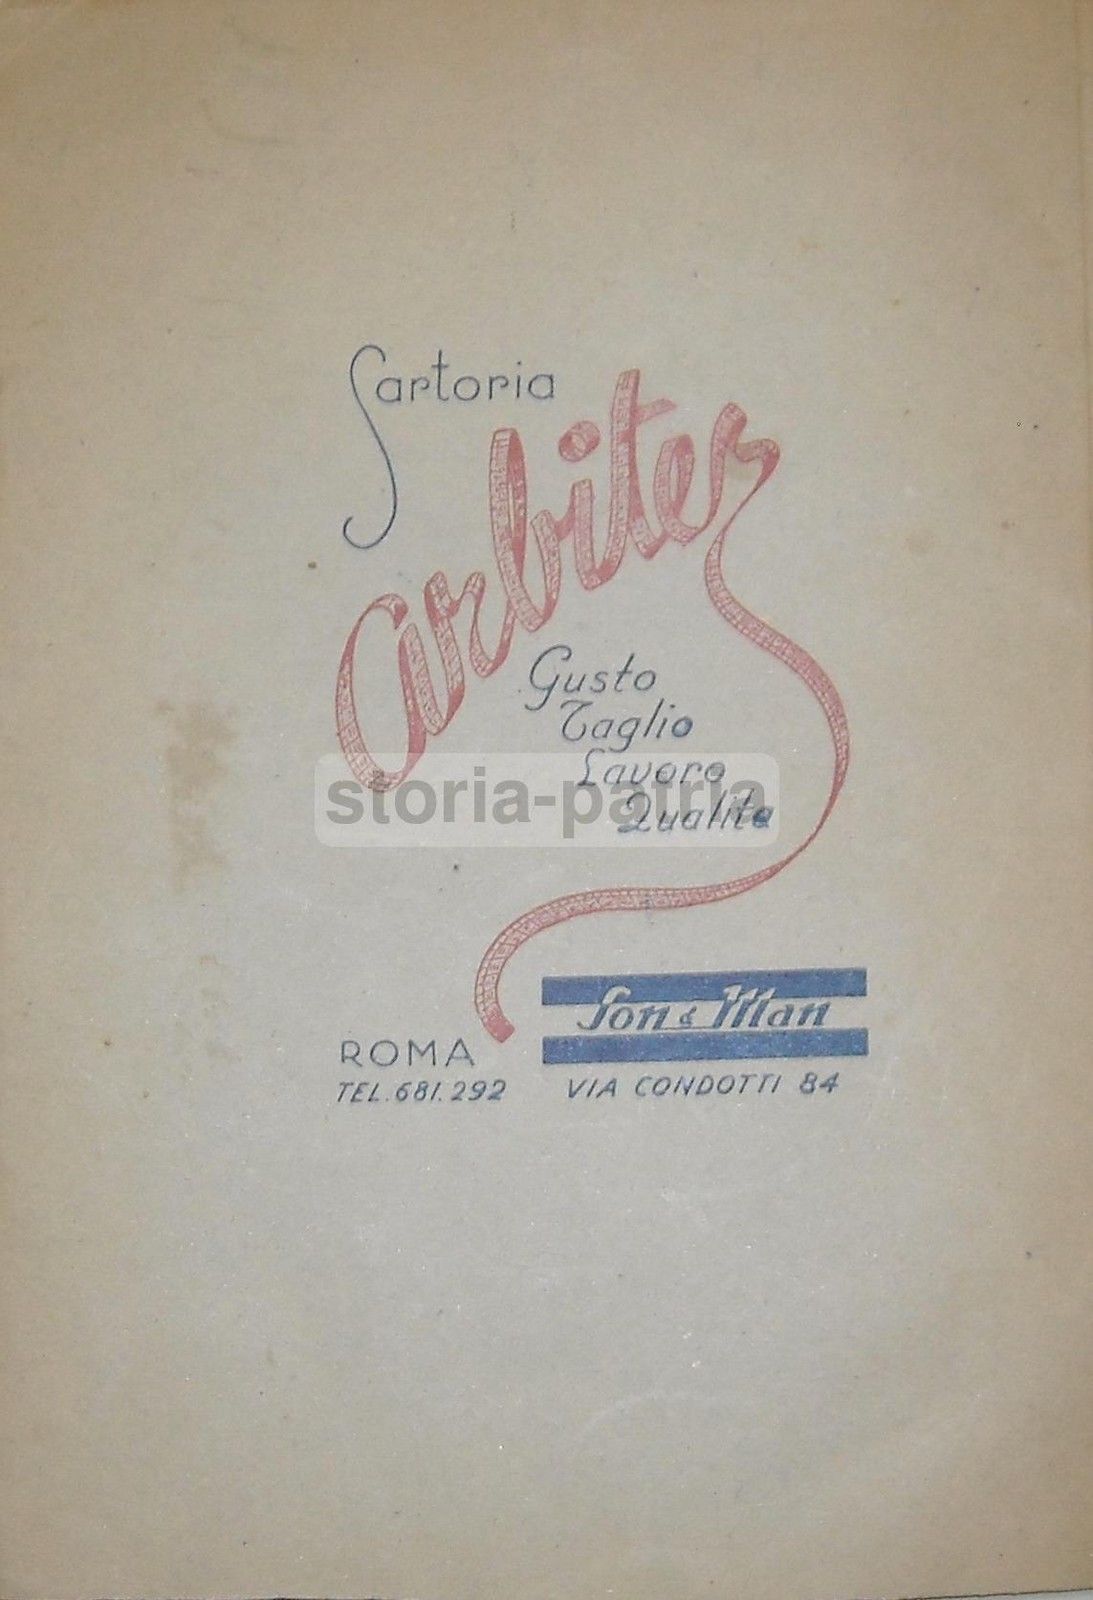 Sartoria
arbiter
Gusto
Taglio
Lavoro
Qualità
storia-patria
Son & Man
ROMA
TEL. 681.292
VIA CONDOTTI 84